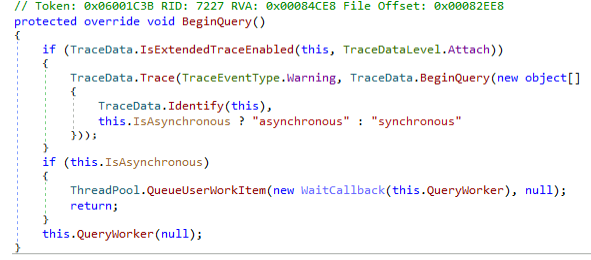 // Token: 0x06001C3B RID: 7227 RVA: 0x00084CE8 File Offset: 0x00082EE8
protected override void BeginQuery()
{
    if (TraceData.IsExtendedTraceEnabled(this, TraceDataLevel.Attach))
    {
        TraceData.Trace(TraceEventType.Warning, TraceData.BeginQuery(new object[]
        {
            TraceData.Identify(this),
            this.IsAsynchronous ? "asynchronous" : "synchronous"
        }));
    }
    if (this.IsAsynchronous)
    {
        ThreadPool.QueueUserWorkItem(new WaitCallback(this.QueryWorker), null);
        return;
    }
    this.QueryWorker(null);
}